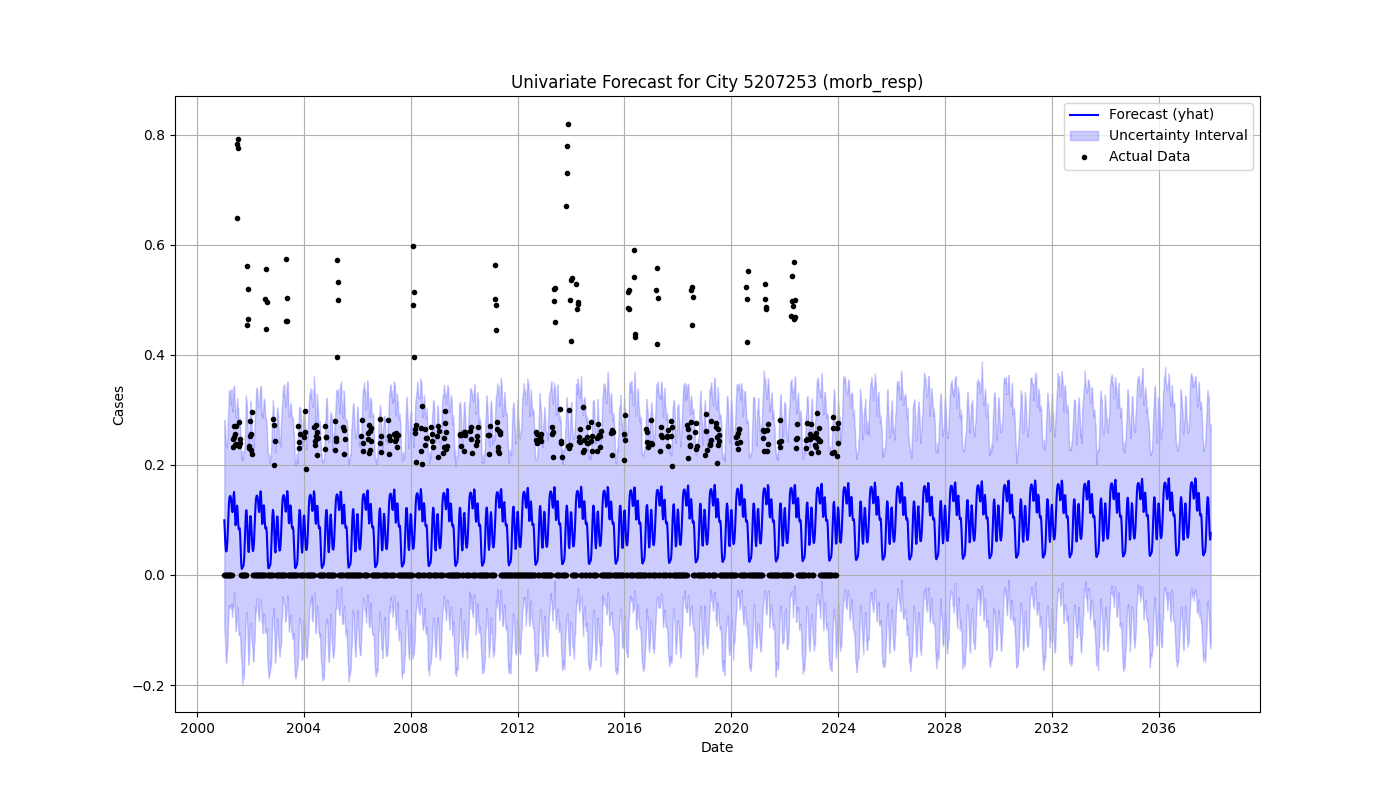 Univariate Forecast for City 5207253 (morb_resp)
Forecast (yhat)
Uncertainty Interval
Actual Data
Cases
0.8
0.6
0.4
0.2
0.0
−0.2
2000 2004 2008 2012 2016 2020 2024 2028 2032 2036
Date